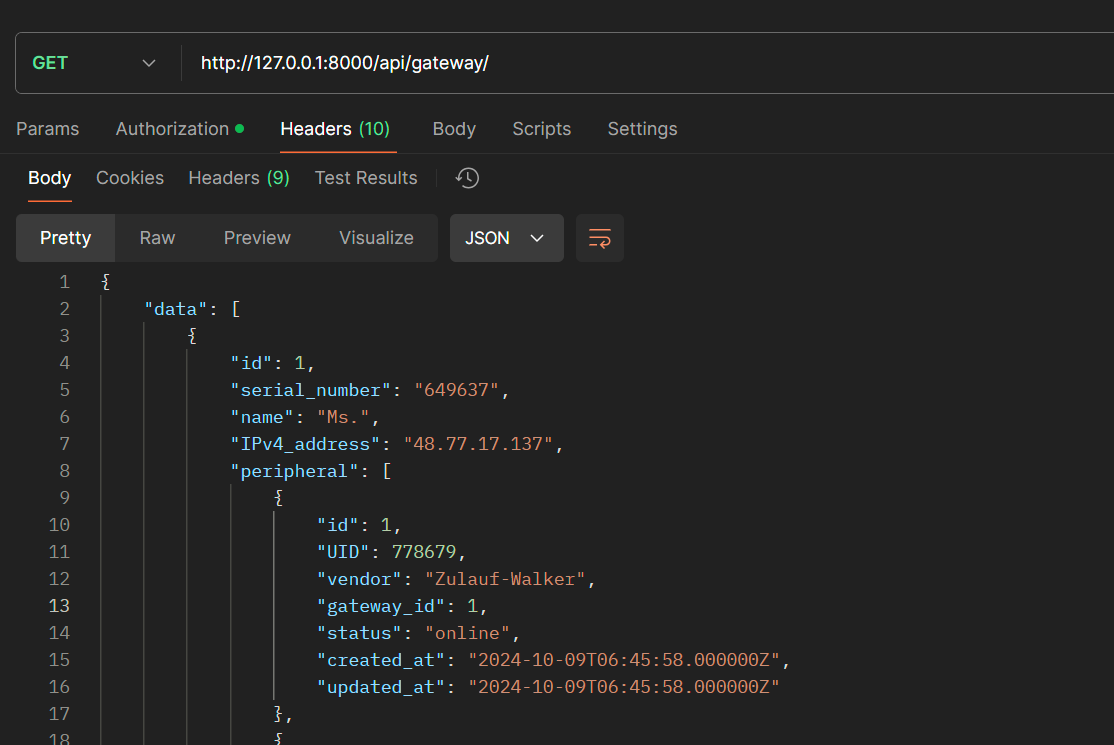 GET http://127.0.0.1:8000/api/gateway/
Params Authorization Headers (10) Body Scripts Settings
Body Cookies Headers (9) Test Results
Pretty Raw Preview Visualize JSON
1 {
2 "data": [
3 {
4 "id": 1,
5 "serial_number": "649637",
6 "name": "Ms.",
7 "IPv4_address": "48.77.17.137",
8 "peripheral": [
9 {
10 "id": 1,
11 "UID": 778679,
12 "vendor": "Zulauf-Walker",
13 "gateway_id": 1,
14 "status": "online",
15 "created_at": "2024-10-09T06:45:58.000000Z",
16 "updated_at": "2024-10-09T06:45:58.000000Z"
17 },
18 {